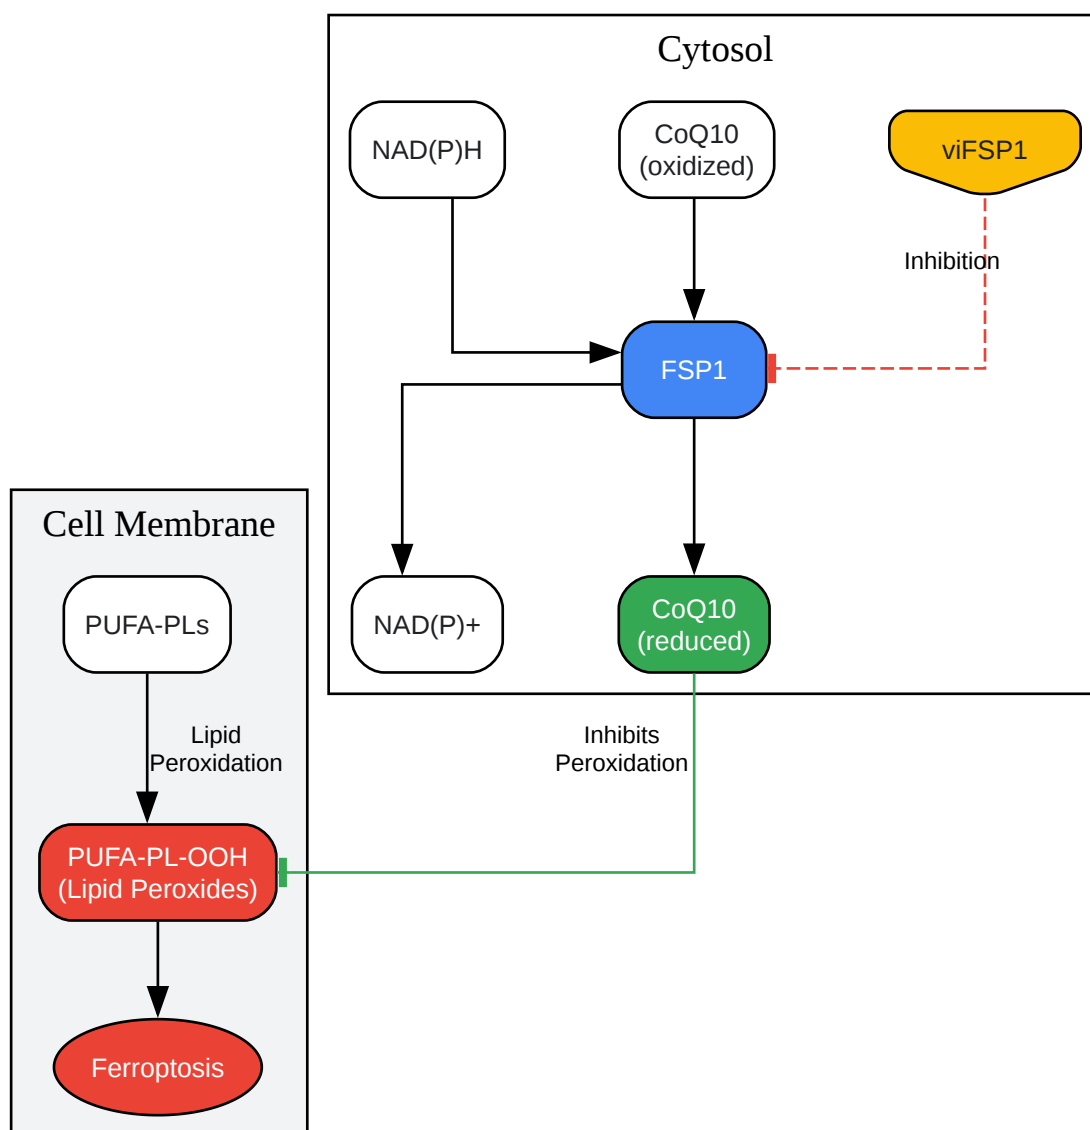 Cytosol
NAD(P)H
CoQ10
(oxidized)
viFSP1
Inhibition
FSP1
Cell Membrane
PUFA-PLs
NAD(P)+
CoQ10
(reduced)
Lipid
Peroxidation
Inhibits
Peroxidation
PUFA-PL-OOH
(Lipid Peroxides)
Ferroptosis